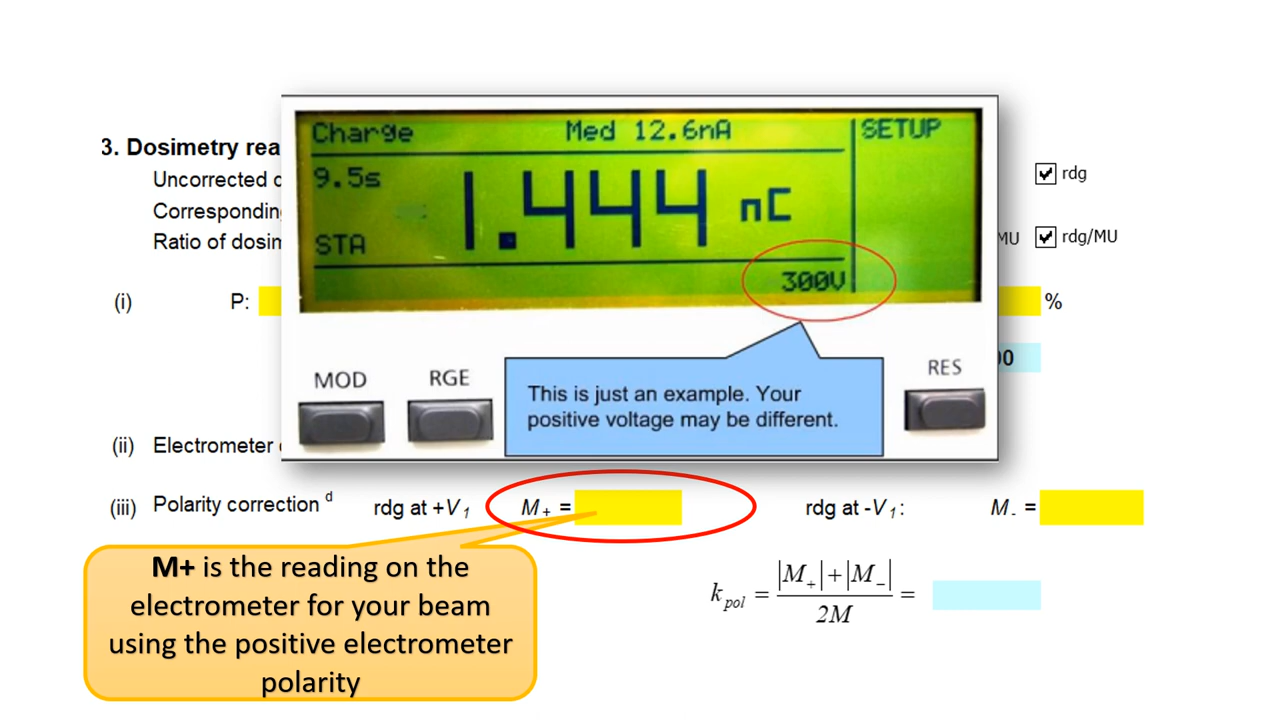 Charge Med 12.6nA SETUP
9.5s
1.444 nC
STA
300V
MOD RGE RES
This is just an example. Your
positive voltage may be different.
3. Dosimetry rea
Uncorrected rdg
Corresponding
Ratio of dosim MU rdg/MU
(i) P: %
00
(ii) Electrometer
(iii) Polarity correction d rdg at +V1 M+ = rdg at -V1: M- =
M+ is the reading on the
electrometer for your beam
using the positive electrometer
polarity
kpol = |M+|+|M-| / 2M =